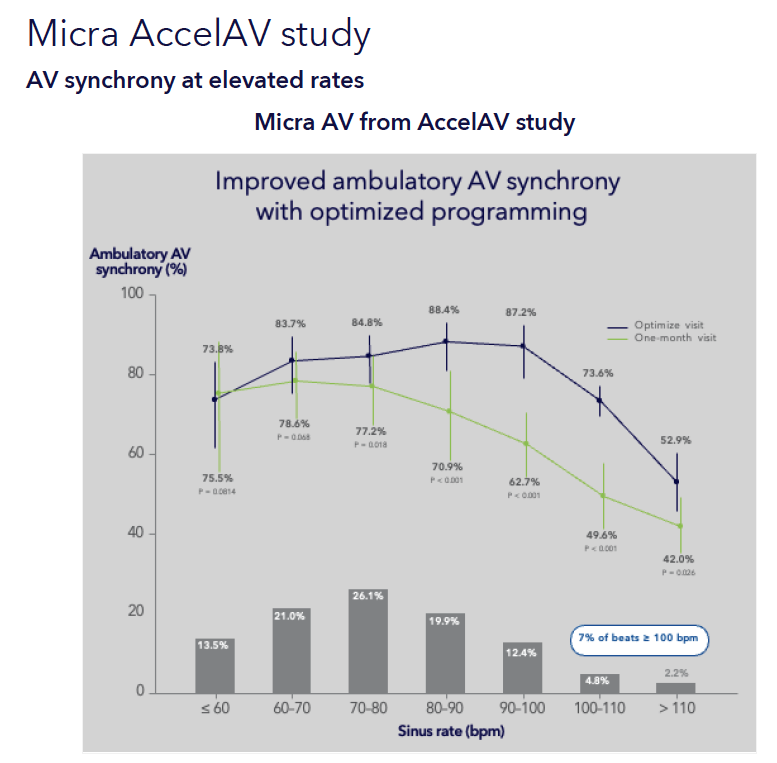 Micra AccelAV study
AV synchrony at elevated rates
Micra AV from AccelAV study
Improved ambulatory AV synchrony
with optimized programming
Ambulatory AV
synchrony (%)
100
80
60
40
20
0
Optimize visit
One-month visit
73.8%
83.7%
84.8%
88.4%
87.2%
73.6%
52.9%
75.5%
P = 0.0814
78.6%
P = 0.068
77.2%
P = 0.018
70.9%
P < 0.001
62.7%
P < 0.001
49.6%
P < 0.001
42.0%
P = 0.026
13.5%
21.0%
26.1%
19.9%
12.4%
4.8%
2.2%
7% of beats ≥ 100 bpm
≤ 60
60–70
70–80
80–90
90–100
100–110
> 110
Sinus rate (bpm)